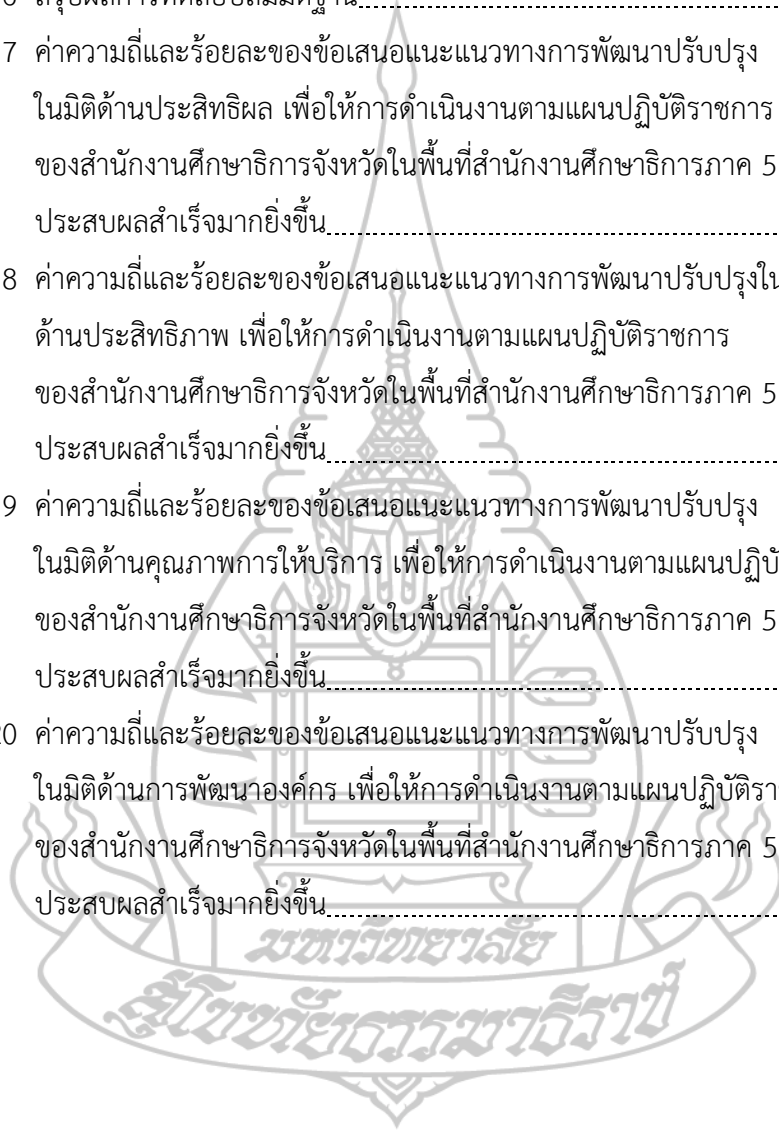 สรุปผลการทดสอบสมมติฐาน
7 ค่าความถี่และร้อยละของข้อเสนอแนะแนวทางการพัฒนาปรับปรุง
ในมิติด้านประสิทธิผล เพื่อให้การดำเนินงานตามแผนปฏิบัติราชการ
ของสำนักงานศึกษาธิการจังหวัดในพื้นที่สำนักงานศึกษาธิการภาค 5
ประสบผลสำเร็จมากยิ่งขึ้น
8 ค่าความถี่และร้อยละของข้อเสนอแนะแนวทางการพัฒนาปรับปรุงใน
ด้านประสิทธิภาพ เพื่อให้การดำเนินงานตามแผนปฏิบัติราชการ
ของสำนักงานศึกษาธิการจังหวัดในพื้นที่สำนักงานศึกษาธิการภาค 5
ประสบผลสำเร็จมากยิ่งขึ้น
9 ค่าความถี่และร้อยละของข้อเสนอแนะแนวทางการพัฒนาปรับปรุง
ในมิติด้านคุณภาพการให้บริการ เพื่อให้การดำเนินงานตามแผนปฏิบั
ของสำนักงานศึกษาธิการจังหวัดในพื้นที่สำนักงานศึกษาธิการภาค 5
ประสบผลสำเร็จมากยิ่งขึ้น
20 ค่าความถี่และร้อยละของข้อเสนอแนะแนวทางการพัฒนาปรับปรุง
ในมิติด้านการพัฒนาองค์กร เพื่อให้การดำเนินงานตามแผนปฏิบัติรา
ของสำนักงานศึกษาธิการจังหวัดในพื้นที่สำนักงานศึกษาธิการภาค 5
ประสบผลสำเร็จมากยิ่งขึ้น
มหาวิทยาลัย
สุโขทัยธรรมาธิราช